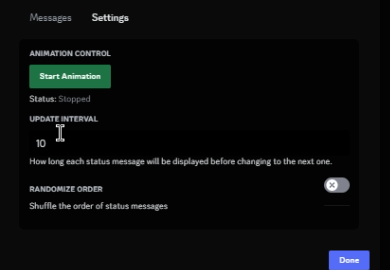 Messages Settings
ANIMATION CONTROL
Start Animation
Status: Stopped
UPDATE INTERVAL
10
How long each status message will be displayed before changing to the next one.
RANDOMIZE ORDER
Shuffle the order of status messages
Done